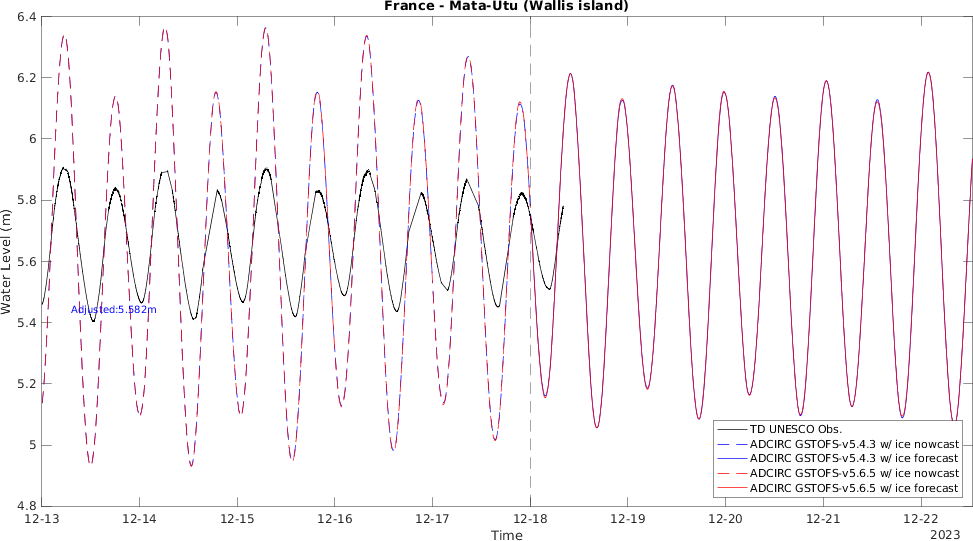 France - Mata-Utu (Wallis island)
6.4
6.2
6
5.8
5.6
5.4
5.2
5
4.8
Water Level (m)
Adjusted:5.582m
TD UNESCO Obs.
ADCIRC GSTOFS-v5.4.3 w/ ice nowcast
ADCIRC GSTOFS-v5.4.3 w/ ice forecast
ADCIRC GSTOFS-v5.6.5 w/ ice nowcast
ADCIRC GSTOFS-v5.6.5 w/ ice forecast
12-13 12-14 12-15 12-16 12-17 12-18 12-19 12-20 12-21 12-22
Time
2023